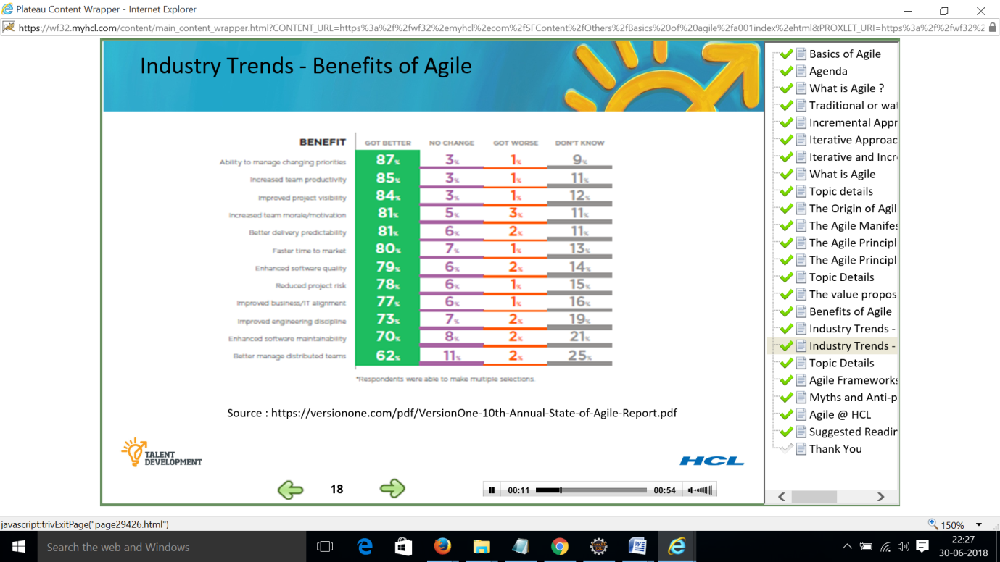 Plateau Content Wrapper - Internet Explorer
https://wf32.myhcl.com/content/main_content_wrapper.html?CONTENT_URL=https%3a%2f%2fwf32%2emyhcl%2ecom%2fSFContent%2fOthers%2fBasics%20of%20agile%2fa001index%2ehtml&PROXLET_URI=https%3a%2f%2fwf32%2
Industry Trends - Benefits of Agile
BENEFIT GOT BETTER NO CHANGE GOT WORSE DON'T KNOW
Ability to manage changing priorities 87% 3% 1% 9%
Increased team productivity 85% 3% 1% 11%
Improved project visibility 84% 3% 1% 12%
Increased team morale/motivation 81% 5% 3% 11%
Better delivery predictability 81% 6% 2% 11%
Faster time to market 80% 7% 1% 13%
Enhanced software quality 79% 6% 2% 14%
Reduced project risk 78% 6% 1% 15%
Improved business/IT alignment 77% 6% 1% 16%
Improved engineering discipline 73% 7% 2% 19%
Enhanced software maintainability 70% 8% 2% 21%
Better manage distributed teams 62% 11% 2% 25%
*Respondents were able to make multiple selections.
Source : https://versionone.com/pdf/VersionOne-10th-Annual-State-of-Agile-Report.pdf
TALENT
DEVELOPMENT
HCL
18
00:11 00:54
Basics of Agile
Agenda
What is Agile ?
Traditional or wat
Incremental Appr
Iterative Approac
Iterative and Incr
What is Agile
Topic details
The Origin of Agil
The Agile Manifes
The Agile Principl
The Agile Principl
Topic Details
The value propos
Benefits of Agile
Industry Trends -
Industry Trends -
Topic Details
Agile Frameworks
Myths and Anti-p
Agile @ HCL
Suggested Readin
Thank You
javascript:trivExitPage("page29426.html")
150%
Search the web and Windows
22:27
30-06-2018